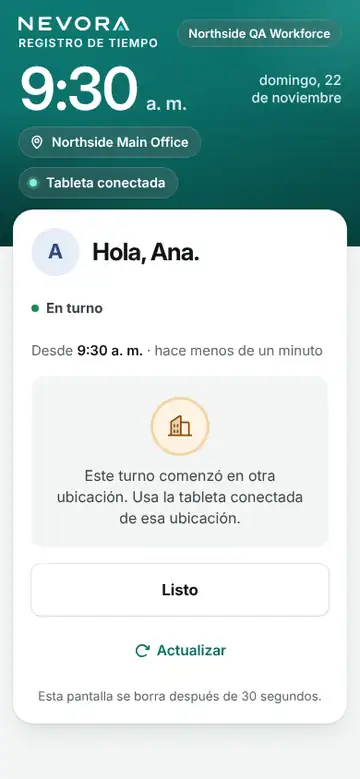 NEVORA
REGISTRO DE TIEMPO
Northside QA Workforce
9:30 a. m.
domingo, 22
de noviembre
Northside Main Office
Tableta conectada
A
Hola, Ana.
En turno
Desde 9:30 a. m. · hace menos de un minuto
Este turno comenzó en otra
ubicación. Usa la tableta conectada
de esa ubicación.
Listo
Actualizar
Esta pantalla se borra después de 30 segundos.